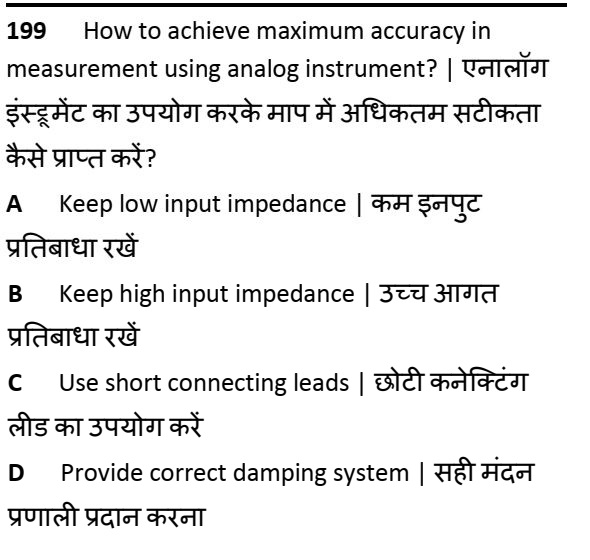 199 How to achieve maximum accuracy in
measurement using analog instrument? | एनालॉग
इंस्ट्रूमेंट का उपयोग करके माप में अधिकतम सटीकता
कैसे प्राप्त करें?
A Keep low input impedance | कम इनपुट
प्रतिबाधा रखें
B Keep high input impedance | उच्च आगत
प्रतिबाधा रखें
C Use short connecting leads | छोटी कनेक्टिंग
लीड का उपयोग करें
D Provide correct damping system | सही मंदन
प्रणाली प्रदान करना